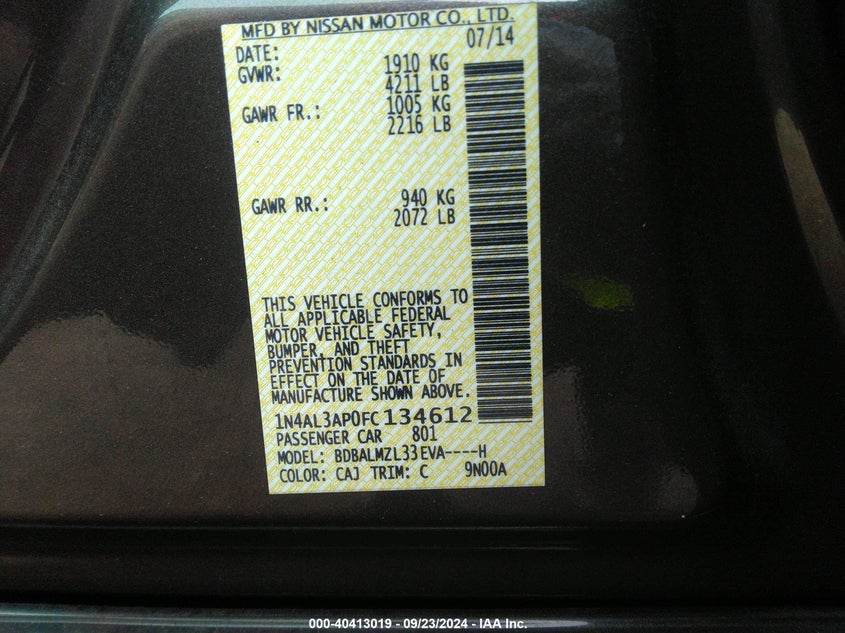 MFD BY NISSAN MOTOR CO., LTD.
DATE: 07/14
GVWR: 1910 KG
4211 LB
GAWR FR.: 1005 KG
2216 LB
GAWR RR.: 940 KG
2072 LB
THIS VEHICLE CONFORMS TO
ALL APPLICABLE FEDERAL
MOTOR VEHICLE SAFETY,
BUMPER, AND THEFT
PREVENTION STANDARDS IN
EFFECT ON THE DATE OF
MANUFACTURE SHOWN ABOVE.
1N4AL3AP0FC134612
PASSENGER CAR 801
MODEL: BDBALMZL33EVA----H
COLOR: CAJ TRIM: C 9N00A
000-40413019 - 09/23/2024 - IAA Inc.